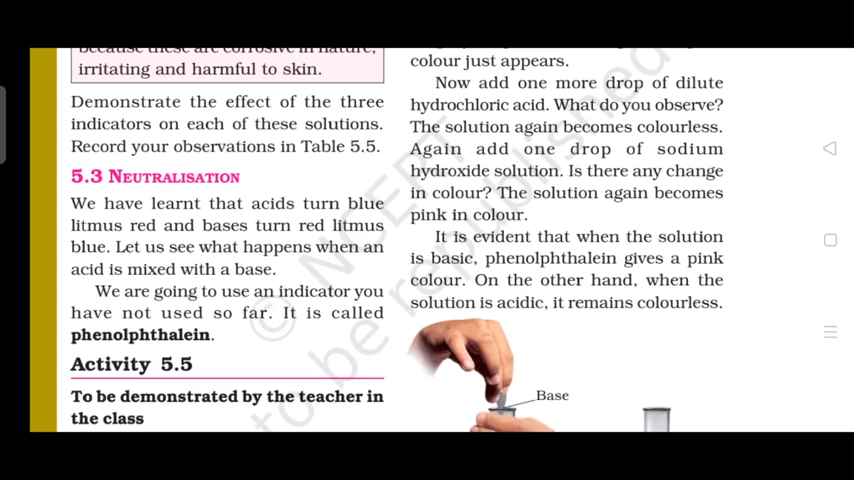 because these are corrosive in nature,
irritating and harmful to skin.
Demonstrate the effect of the three
indicators on each of these solutions.
Record your observations in Table 5.5.
5.3 NEUTRALISATION
We have learnt that acids turn blue
litmus red and bases turn red litmus
blue. Let us see what happens when an
acid is mixed with a base.
We are going to use an indicator you
have not used so far. It is called
phenolphthalein.
Activity 5.5
To be demonstrated by the teacher in
the class
colour just appears.
Now add one more drop of dilute
hydrochloric acid. What do you observe?
The solution again becomes colourless.
Again add one drop of sodium
hydroxide solution. Is there any change
in colour? The solution again becomes
pink in colour.
It is evident that when the solution
is basic, phenolphthalein gives a pink
colour. On the other hand, when the
solution is acidic, it remains colourless.
Base
© NCERT
to be republished